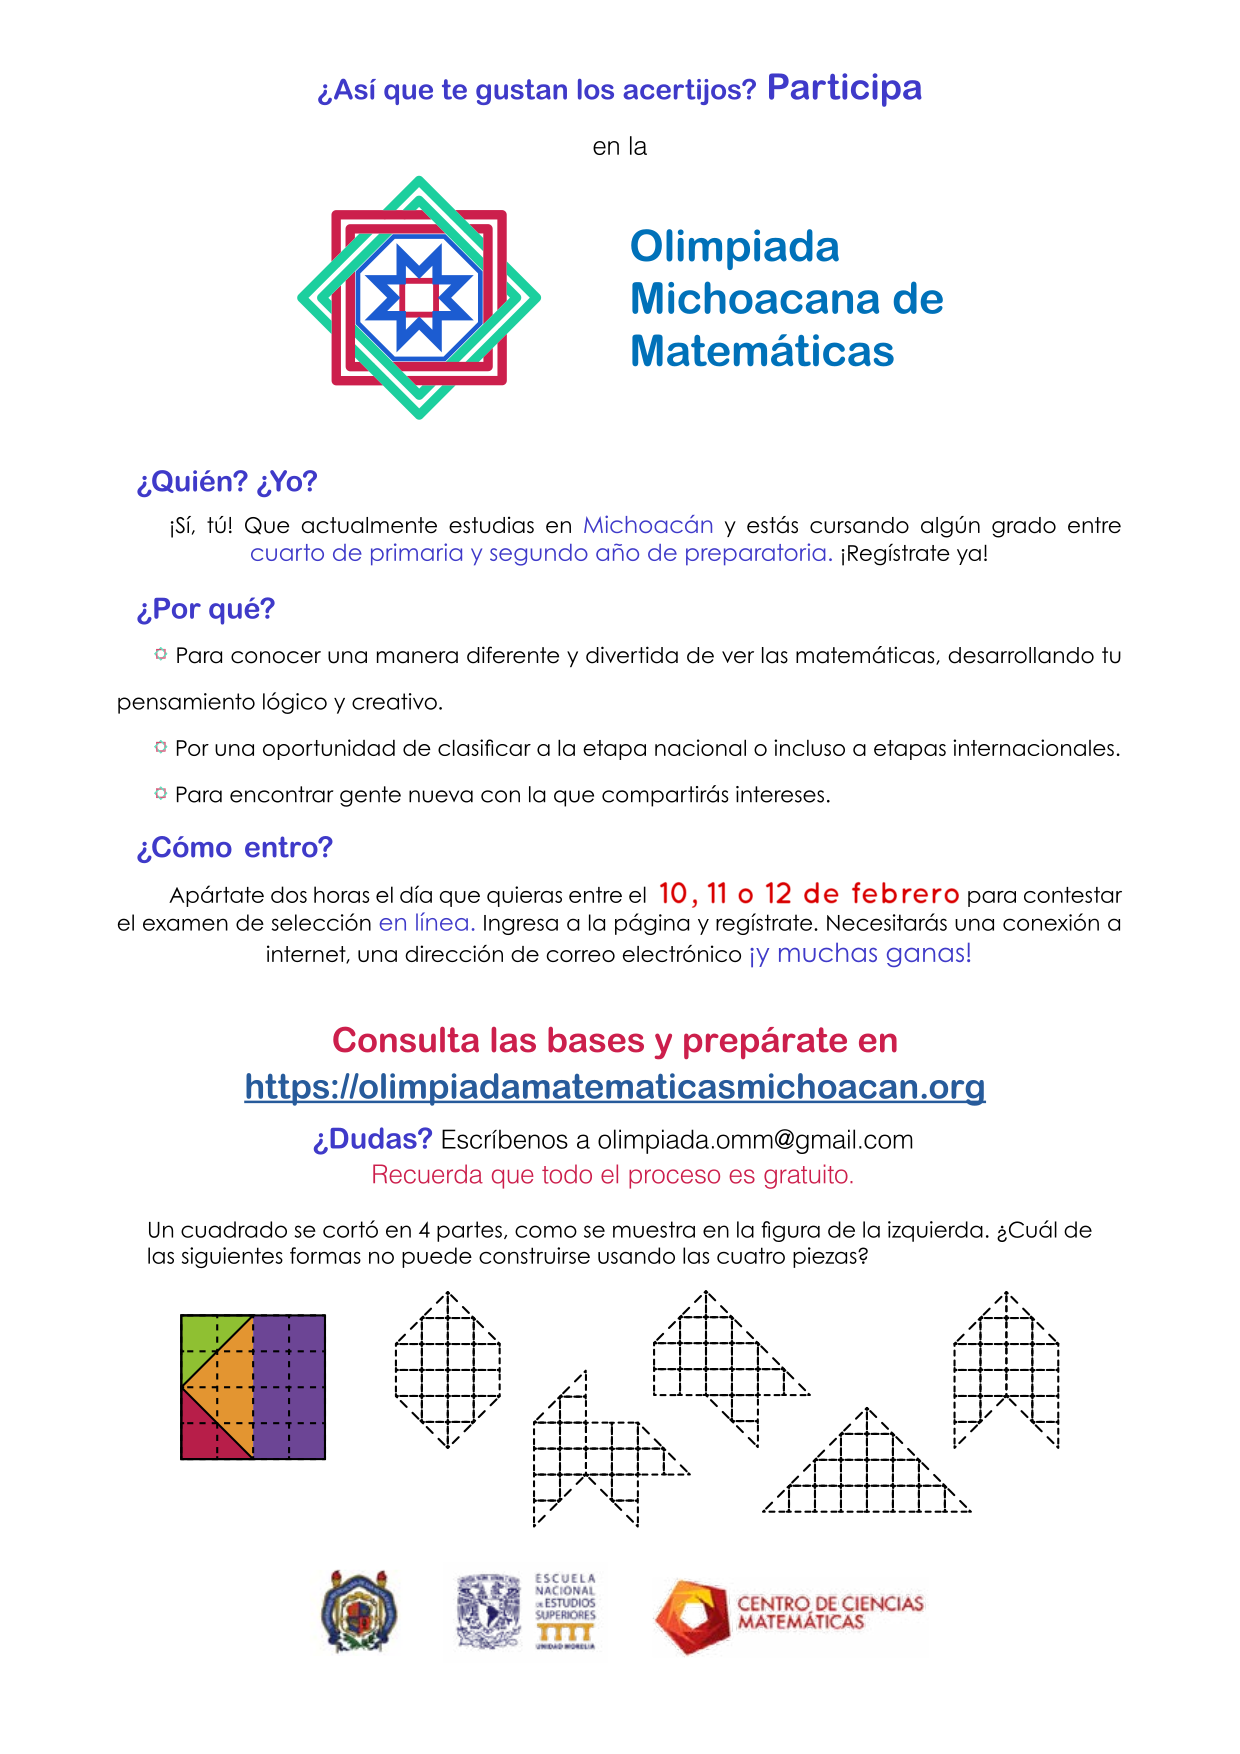 ¿Así que te gustan los acertijos? Participa
en la
Olimpiada
Michoacana de
Matemáticas
¿Quién? ¿Yo?
¡Sí, tú! Que actualmente estudias en Michoacán y estás cursando algún grado entre
cuarto de primaria y segundo año de preparatoria. ¡Regístrate ya!
¿Por qué?
Para conocer una manera diferente y divertida de ver las matemáticas, desarrollando tu
pensamiento lógico y creativo.
Por una oportunidad de clasificar a la etapa nacional o incluso a etapas internacionales.
Para encontrar gente nueva con la que compartirás intereses.
¿Cómo entro?
Apártate dos horas el día que quieras entre el 10, 11 o 12 de febrero para contestar
el examen de selección en línea. Ingresa a la página y regístrate. Necesitarás una conexión a
internet, una dirección de correo electrónico ¡y muchas ganas!
Consulta las bases y prepárate en
https://olimpiadamatematicasmichoacan.org
¿Dudas? Escríbenos a olimpiada.omm@gmail.com
Recuerda que todo el proceso es gratuito.
Un cuadrado se cortó en 4 partes, como se muestra en la figura de la izquierda. ¿Cuál de
las siguientes formas no puede construirse usando las cuatro piezas?
ESCUELA
NACIONAL
DE ESTUDIOS
SUPERIORES
UNIDAD MORELIA
CENTRO DE CIENCIAS
MATEMÁTICAS